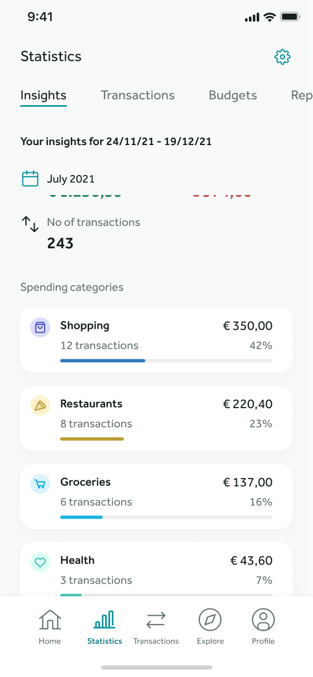 9:41
Statistics
Insights Transactions Budgets Rep
Your insights for 24/11/21 - 19/12/21
July 2021
No of transactions
243
Spending categories
Shopping € 350,00
12 transactions 42%
Restaurants € 220,40
8 transactions 23%
Groceries € 137,00
6 transactions 16%
Health € 43,60
3 transactions 7%
Home Statistics Transactions Explore Profile